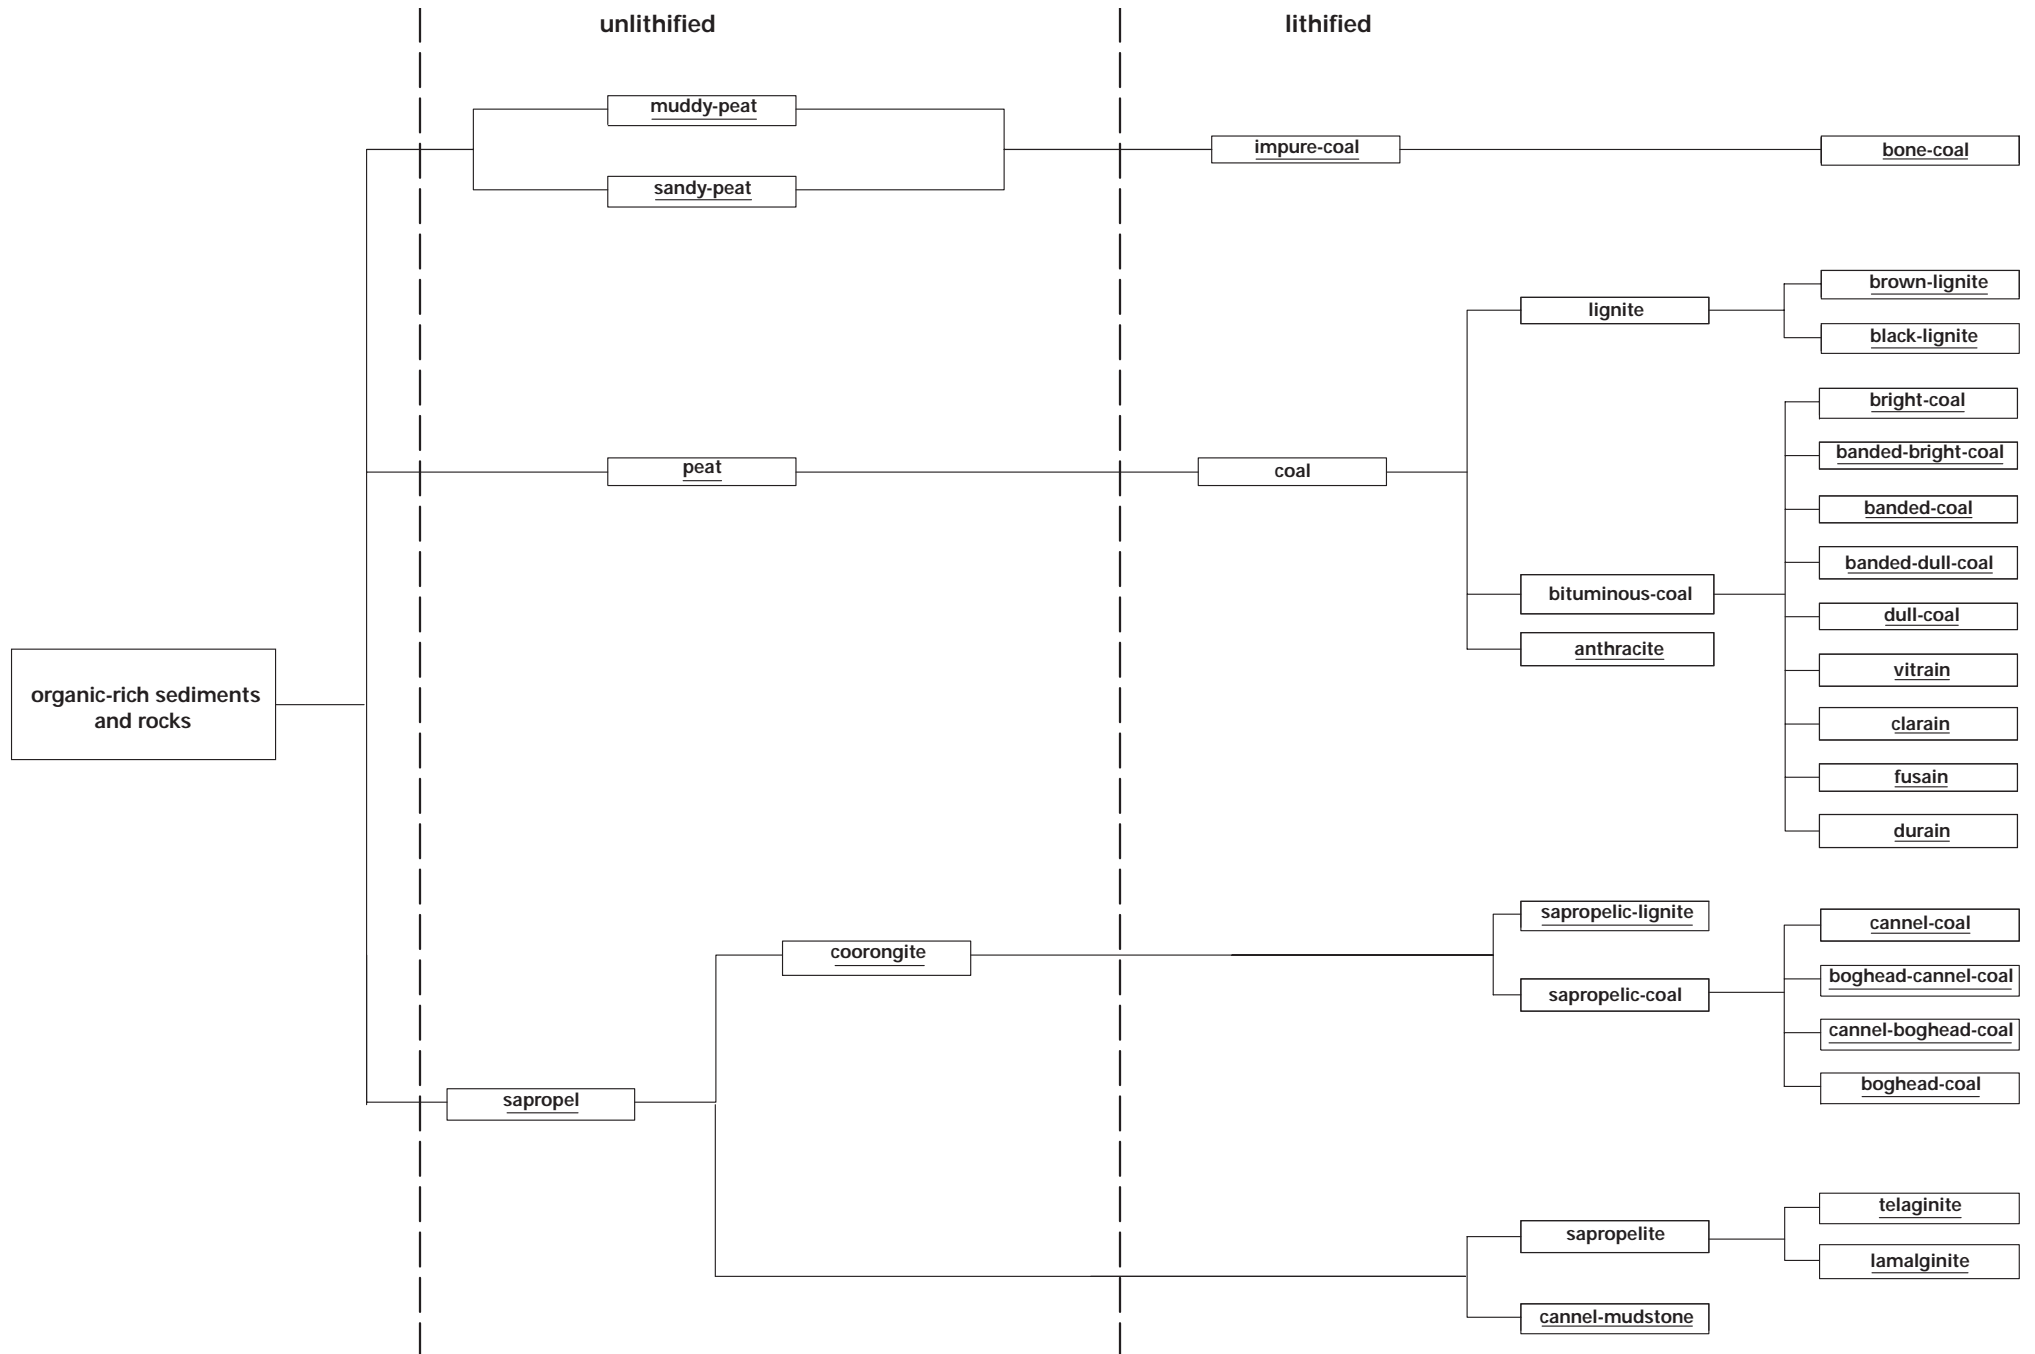 unlithified
lithified
muddy-peat
sandy-peat
impure-coal
bone-coal
brown-lignite
lignite
black-lignite
bright-coal
banded-bright-coal
peat
coal
banded-coal
banded-dull-coal
bituminous-coal
dull-coal
anthracite
vitrain
organic-rich sediments
and rocks
clarain
fusain
durain
sapropelic-lignite
cannel-coal
coorongite
boghead-cannel-coal
sapropelic-coal
cannel-boghead-coal
boghead-coal
sapropel
telaginite
sapropelite
lamalginite
cannel-mudstone